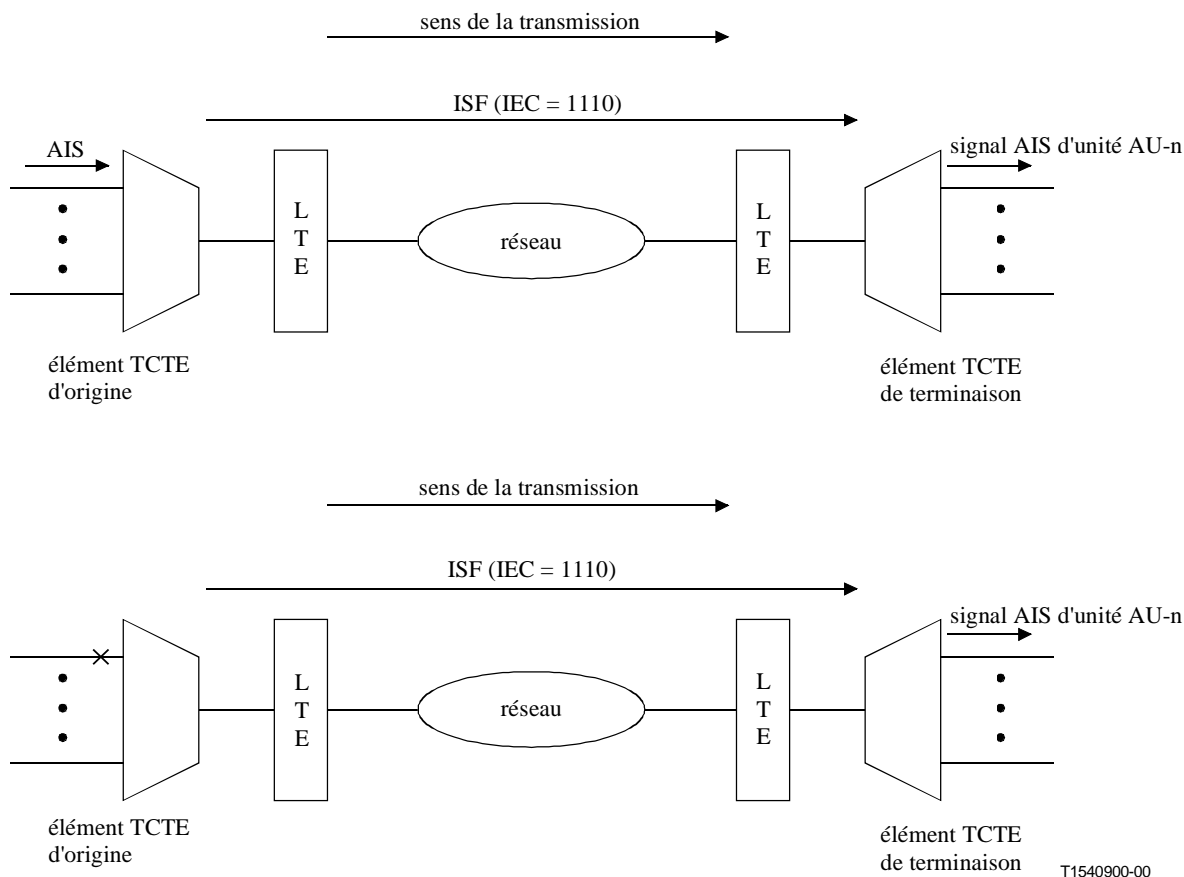 sens de la transmission
ISF (IEC = 1110)
AIS
signal AIS d'unité AU-n
L
T
E
réseau
L
T
E
élément TCTE
d'origine
élément TCTE
de terminaison
sens de la transmission
ISF (IEC = 1110)
signal AIS d'unité AU-n
L
T
E
réseau
L
T
E
élément TCTE
d'origine
élément TCTE
de terminaison
T1540900-00